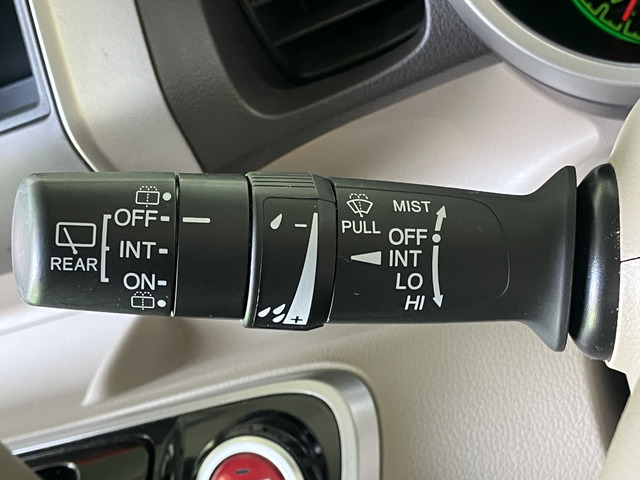 REAR
OFF
INT
ON
-
+
PULL
MIST
OFF
INT
LO
HI